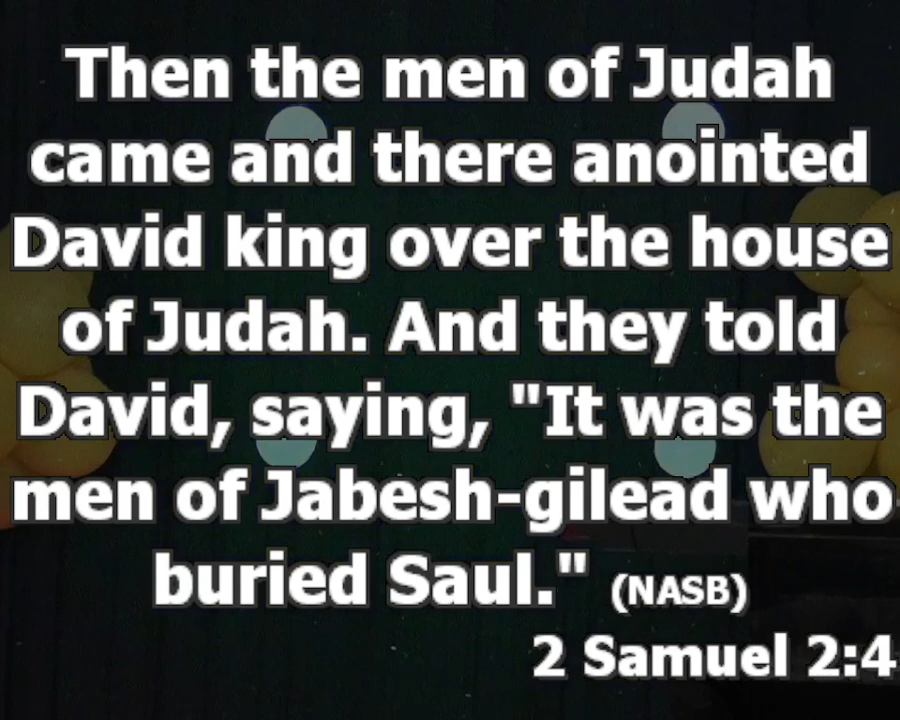 Then the men of Judah
came and there anointed
David king over the house
of Judah. And they told
David, saying, "It was the
men of Jabesh-gilead who
buried Saul." (NASB)
2 Samuel 2:4